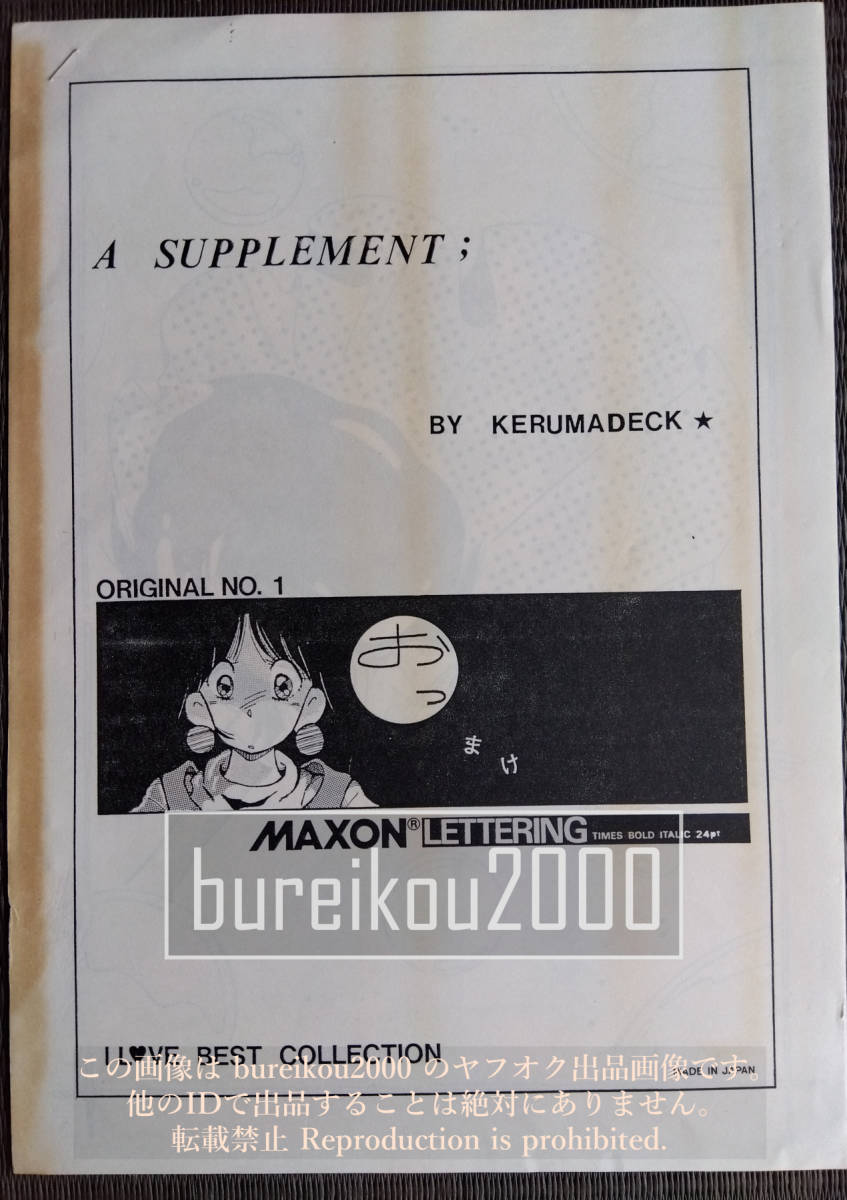 A SUPPLEMENT ;
BY KERUMADECK ★
ORIGINAL NO. 1
おっ
まけ
MAXON® LETTERING TIMES BOLD ITALIC 24pt
bureikou2000
I L♥VE BEST COLLECTION
MADE IN JAPAN
この画像は bureikou2000 のヤフオク出品画像です。
他のIDで出品することは絶対にありません。
転載禁止 Reproduction is prohibited.